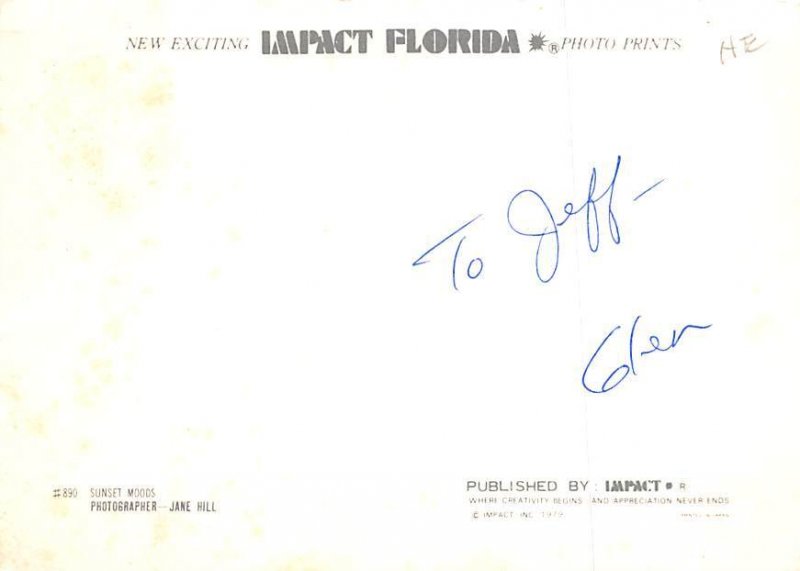 NEW EXCITING IMPACT FLORIDA ® PHOTO PRINTS
HE
To Jeff -
Glen
#890 SUNSET MOODS
PHOTOGRAPHER—JANE HILL
PUBLISHED BY: IMPACT ® 
WHERE CREATIVITY BEGINS AND APPRECIATION NEVER ENDS
© IMPACT INC 1979